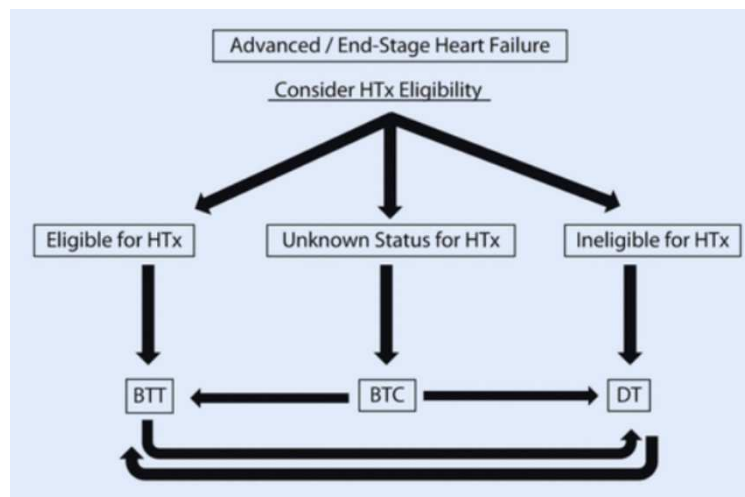 Advanced / End-Stage Heart Failure
Consider HTx Eligibility
Eligible for HTx
Unknown Status for HTx
Ineligible for HTx
BTT
BTC
DT